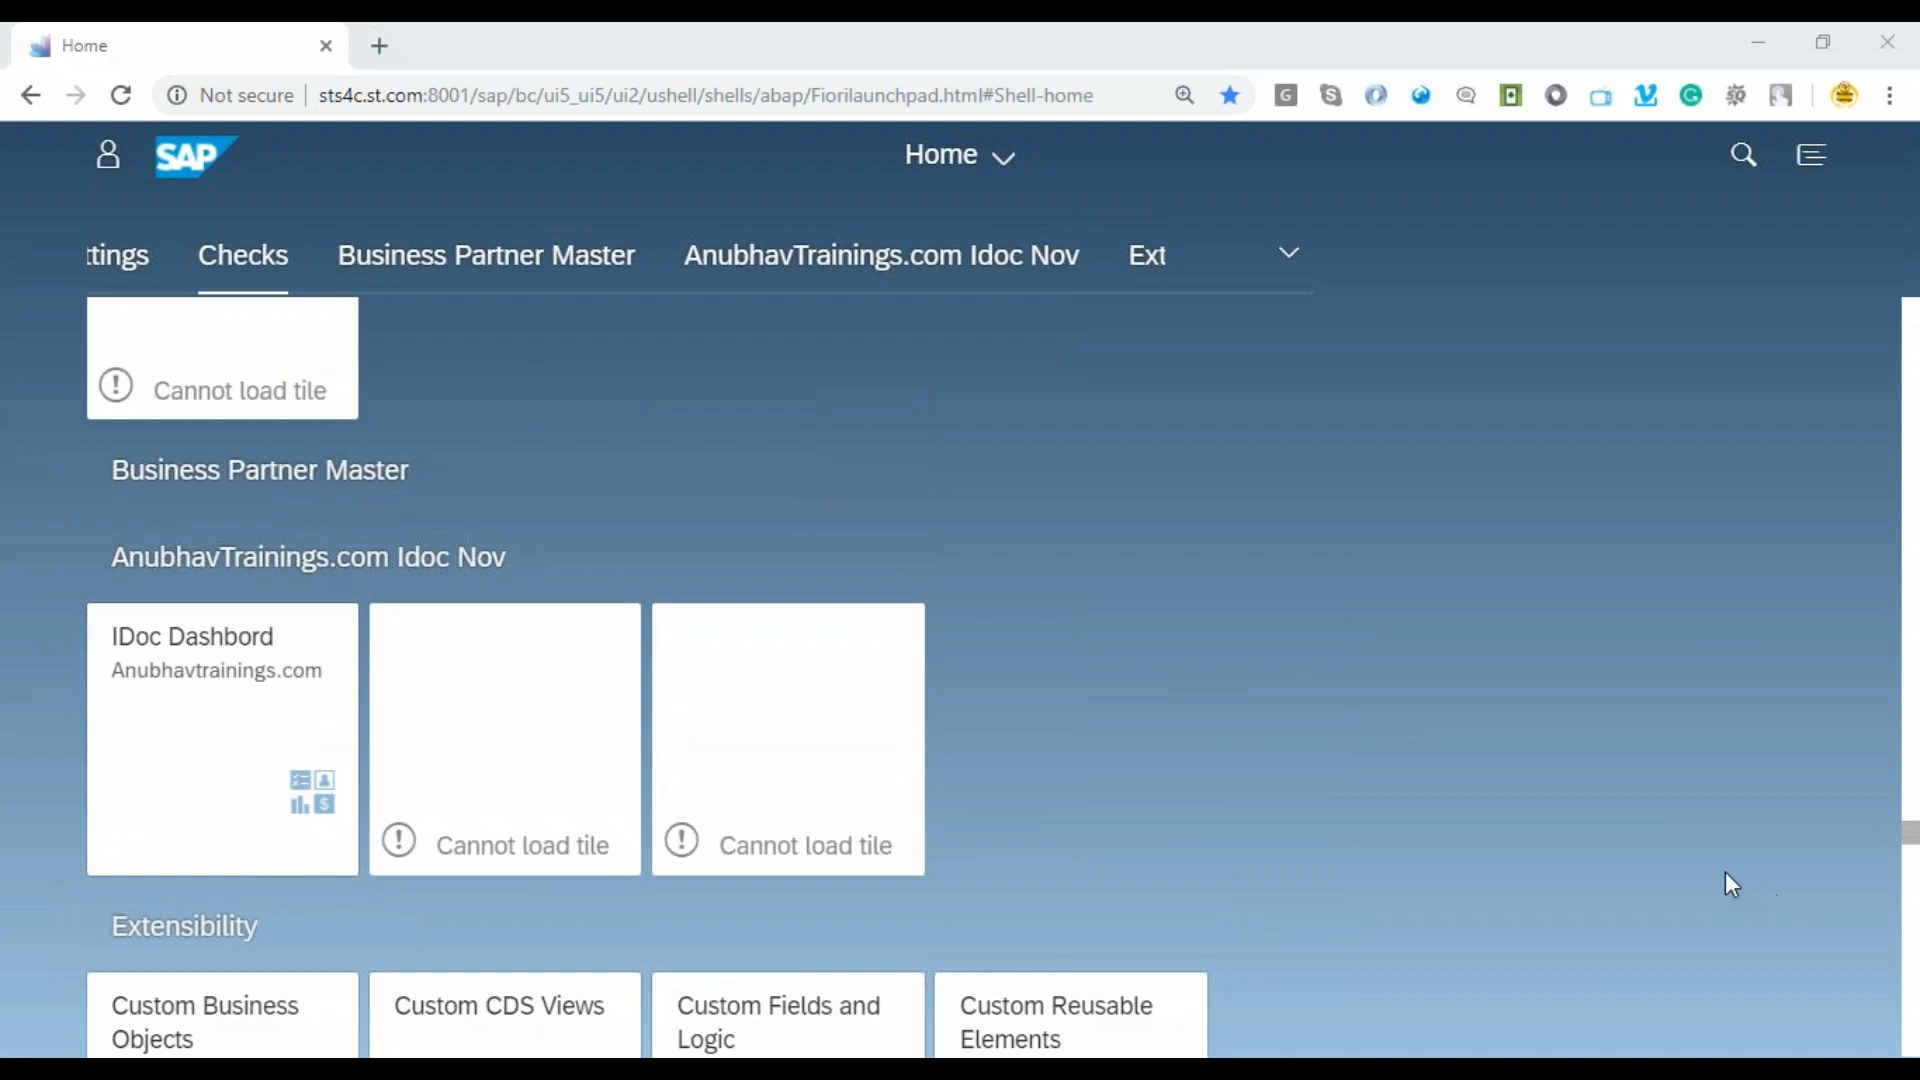 Home
Not secure
sts4c.st.com:8001/sap/bc/ui5_ui5/ui2/ushell/shells/abap/Fiorilaunchpad.html#Shell-home
SAP
Home
ttings Checks Business Partner Master AnubhavTrainings.com Idoc Nov Ext
Cannot load tile
Business Partner Master
AnubhavTrainings.com Idoc Nov
IDoc Dashbord
Anubhavtrainings.com
Cannot load tile
Cannot load tile
Extensibility
Custom Business
Objects
Custom CDS Views
Custom Fields and
Logic
Custom Reusable
Elements